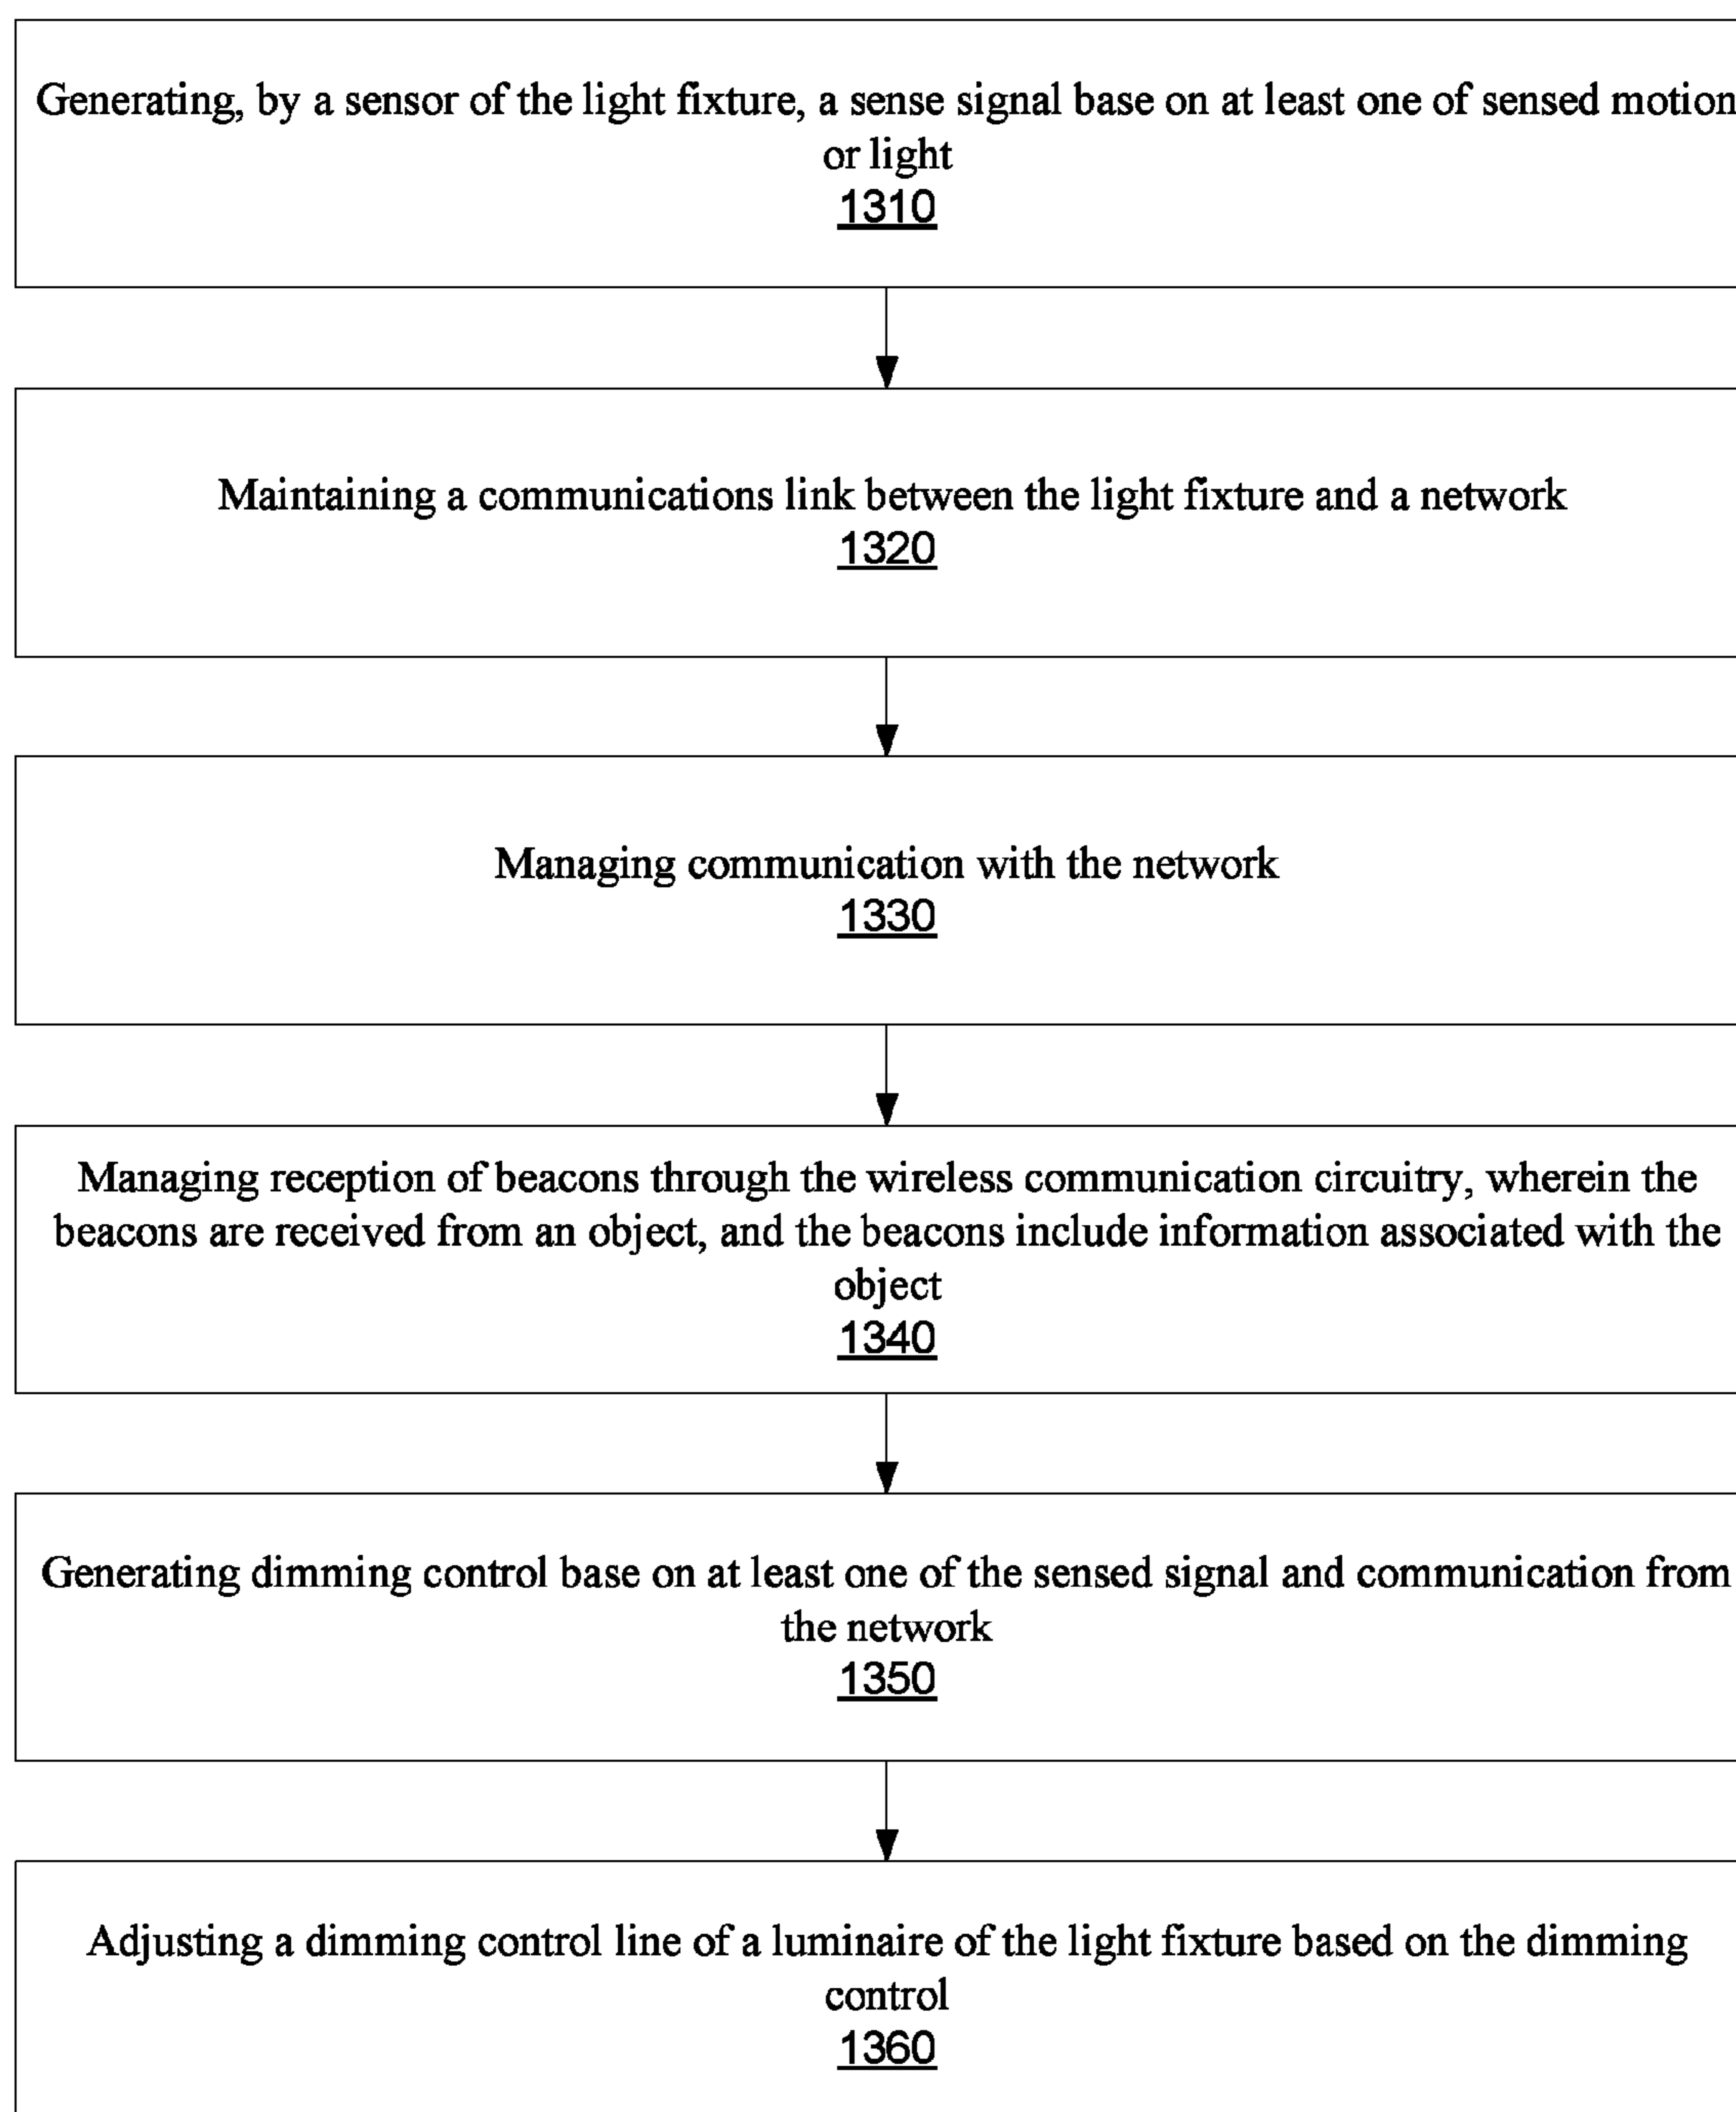 Generating, by a sensor of the light fixture, a sense signal base on at least one of sensed motion
or light
1310
Maintaining a communications link between the light fixture and a network
1320
Managing communication with the network
1330
Managing reception of beacons through the wireless communication circuitry, wherein the
beacons are received from an object, and the beacons include information associated with the
object
1340
Generating dimming control base on at least one of the sensed signal and communication from
the network
1350
Adjusting a dimming control line of a luminaire of the light fixture based on the dimming
control
1360